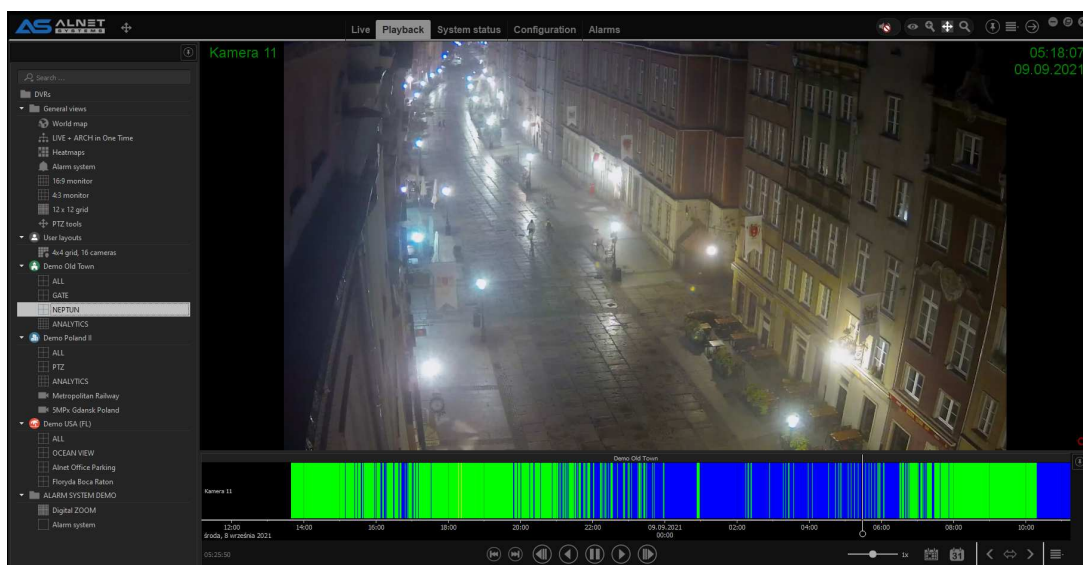 ALNET
SYSTEMS
Live Playback System status Configuration Alarms
Search ...
DVRs
General views
World map
LIVE + ARCH in One Time
Heatmaps
Alarm system
16:9 monitor
4:3 monitor
12 x 12 grid
PTZ tools
User layouts
4x4 grid, 16 cameras
Demo Old Town
ALL
GATE
NEPTUN
ANALYTICS
Demo Poland II
ALL
PTZ
ANALYTICS
Metropolitan Railway
5MPx Gdansk Poland
Demo USA (FL)
ALL
OCEAN VIEW
Alnet Office Parking
Floryda Boca Raton
ALARM SYSTEM DEMO
Digital ZOOM
Alarm system
Kamera 11
05:18:07
09.09.2021
Demo Old Town
Kamera 11
12:00 14:00 16:00 18:00 20:00 22:00 09.09.2021 02:00 04:00 06:00 08:00 10:00
środa, 8 września 2021 00:00
05:25:50
1x
31